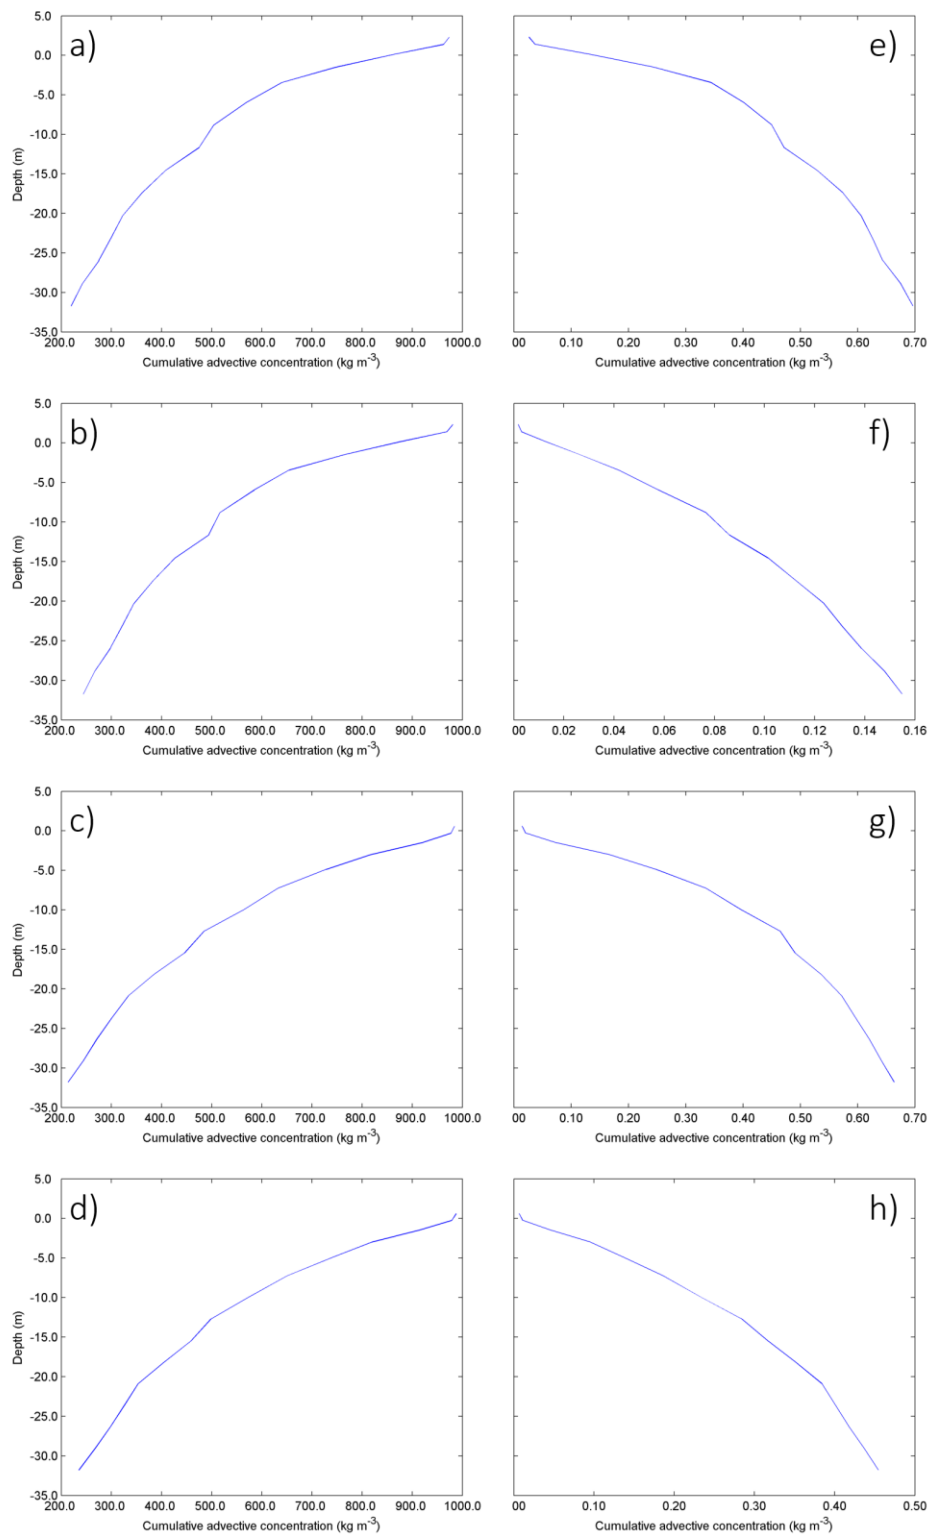 a)
5.0
0.0
-5.0
-10.0
-15.0
-20.0
-25.0
-30.0
-35.0
Depth (m)
200.0 300.0 400.0 500.0 600.0 700.0 800.0 900.0 1000.0
Cumulative advective concentration (kg m-3)
e)
00 0.10 0.20 0.30 0.40 0.50 0.60 0.70
Cumulative advective concentration (kg m-3)
b)
5.0
0.0
-5.0
-10.0
-15.0
-20.0
-25.0
-30.0
-35.0
Depth (m)
200.0 300.0 400.0 500.0 600.0 700.0 800.0 900.0 1000.0
Cumulative advective concentration (kg m-3)
f)
00 0.02 0.04 0.06 0.08 0.10 0.12 0.14 0.16
Cumulative advective concentration (kg m-3)
c)
5.0
0.0
-5.0
-10.0
-15.0
-20.0
-25.0
-30.0
-35.0
Depth (m)
200.0 300.0 400.0 500.0 600.0 700.0 800.0 900.0 1000.0
Cumulative advective concentration (kg m-3)
g)
00 0.10 0.20 0.30 0.40 0.50 0.60 0.70
Cumulative advective concentration (kg m-3)
d)
5.0
0.0
-5.0
-10.0
-15.0
-20.0
-25.0
-30.0
-35.0
Depth (m)
200.0 300.0 400.0 500.0 600.0 700.0 800.0 900.0 1000.0
Cumulative advective concentration (kg m-3)
h)
00 0.10 0.20 0.30 0.40 0.50
Cumulative advective concentration (kg m-3)